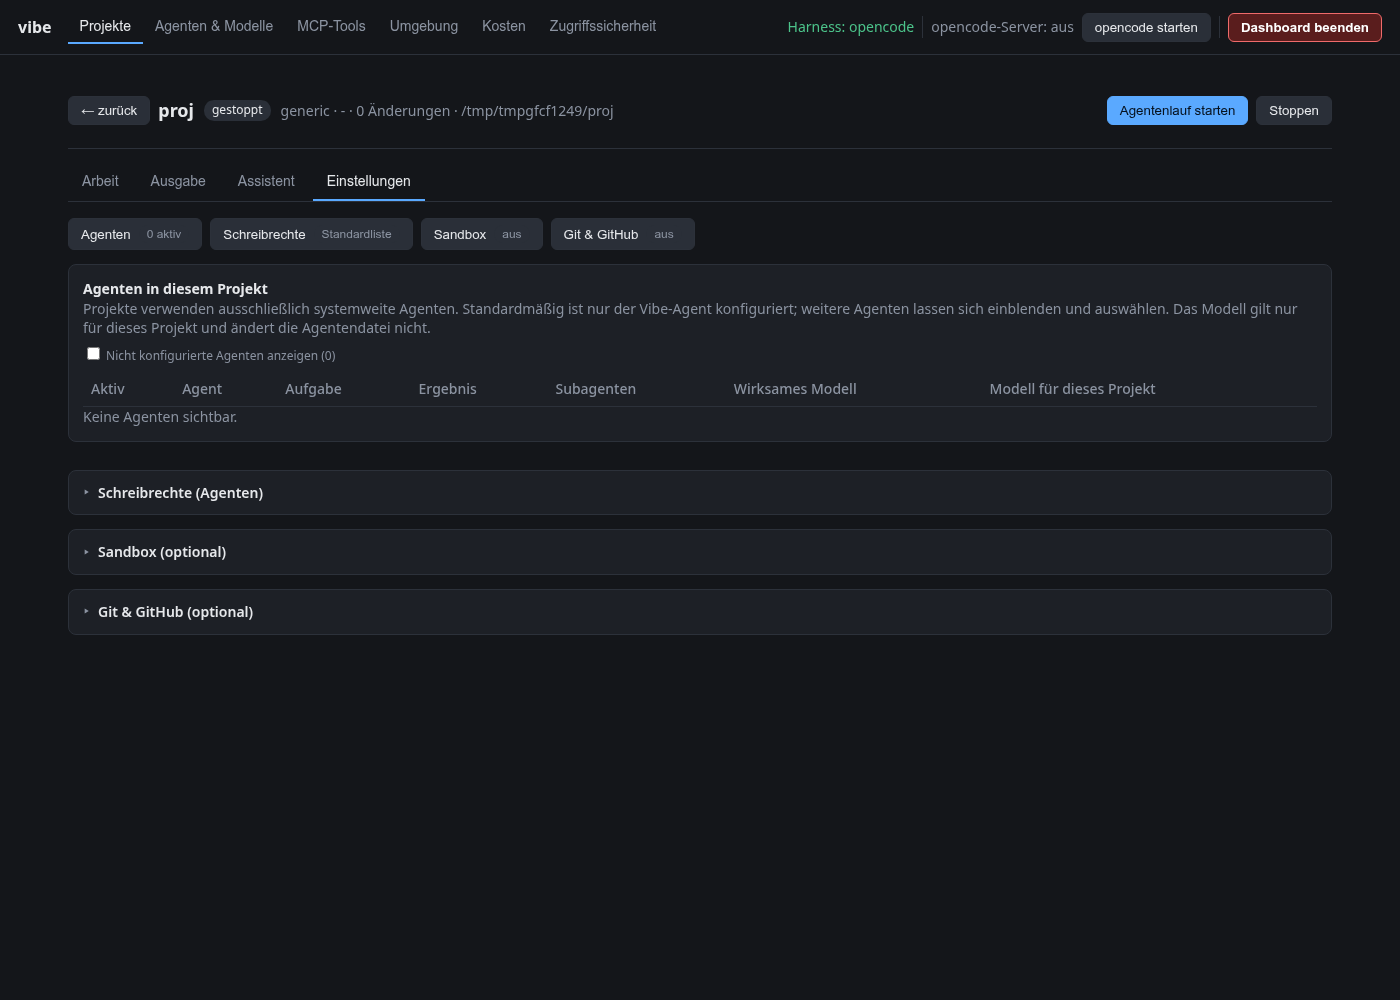 vibe Projekte Agenten & Modelle MCP-Tools Umgebung Kosten Zugriffssicherheit Harness: opencode opencode-Server: aus opencode starten Dashboard beenden
← zurück proj gestoppt generic · - · 0 Änderungen · /tmp/tmpgfcf1249/proj Agentenlauf starten Stoppen
Arbeit Ausgabe Assistent Einstellungen
Agenten 0 aktiv Schreibrechte Standardliste Sandbox aus Git & GitHub aus
Agenten in diesem Projekt
Projekte verwenden ausschließlich systemweite Agenten. Standardmäßig ist nur der Vibe-Agent konfiguriert; weitere Agenten lassen sich einblenden und auswählen. Das Modell gilt nur
für dieses Projekt und ändert die Agentendatei nicht.
Nicht konfigurierte Agenten anzeigen (0)
Aktiv Agent Aufgabe Ergebnis Subagenten Wirksames Modell Modell für dieses Projekt
Keine Agenten sichtbar.
Schreibrechte (Agenten)
Sandbox (optional)
Git & GitHub (optional)